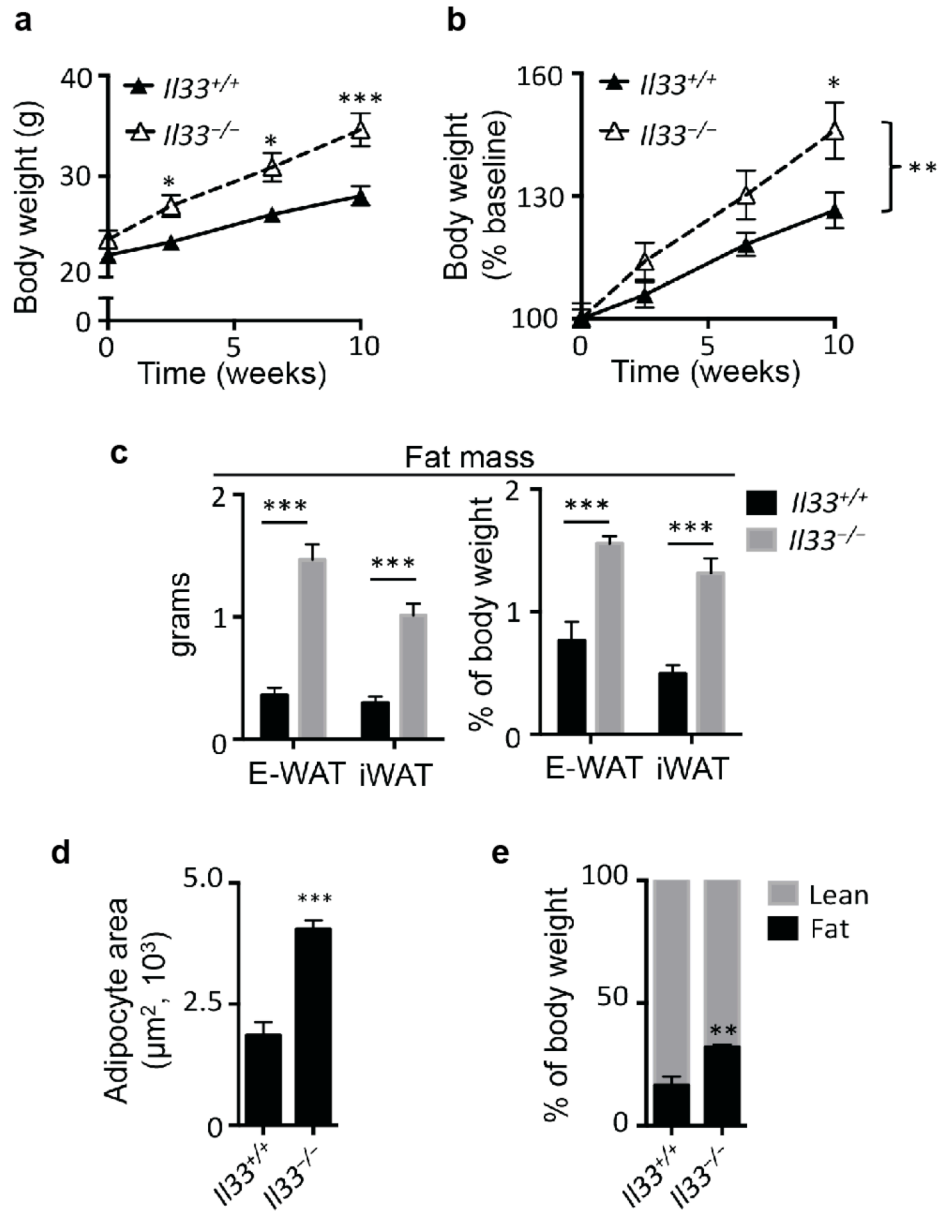 a
Body weight (g)
40
30
20
0
Il33+/+
Il33−/−
*
*
***
0 5 10
Time (weeks)
b
Body weight
(% baseline)
160
130
100
Il33+/+
Il33−/−
*
**
0 5 10
Time (weeks)
c
Fat mass
grams
2
1
0
***
***
E-WAT iWAT
% of body weight
2
1
0
***
***
E-WAT iWAT
Il33+/+
Il33−/−
d
Adipocyte area
(µm², 10³)
5.0
2.5
0
***
Il33+/+
Il33−/−
e
% of body weight
100
50
0
**
Lean
Fat
Il33+/+
Il33−/−